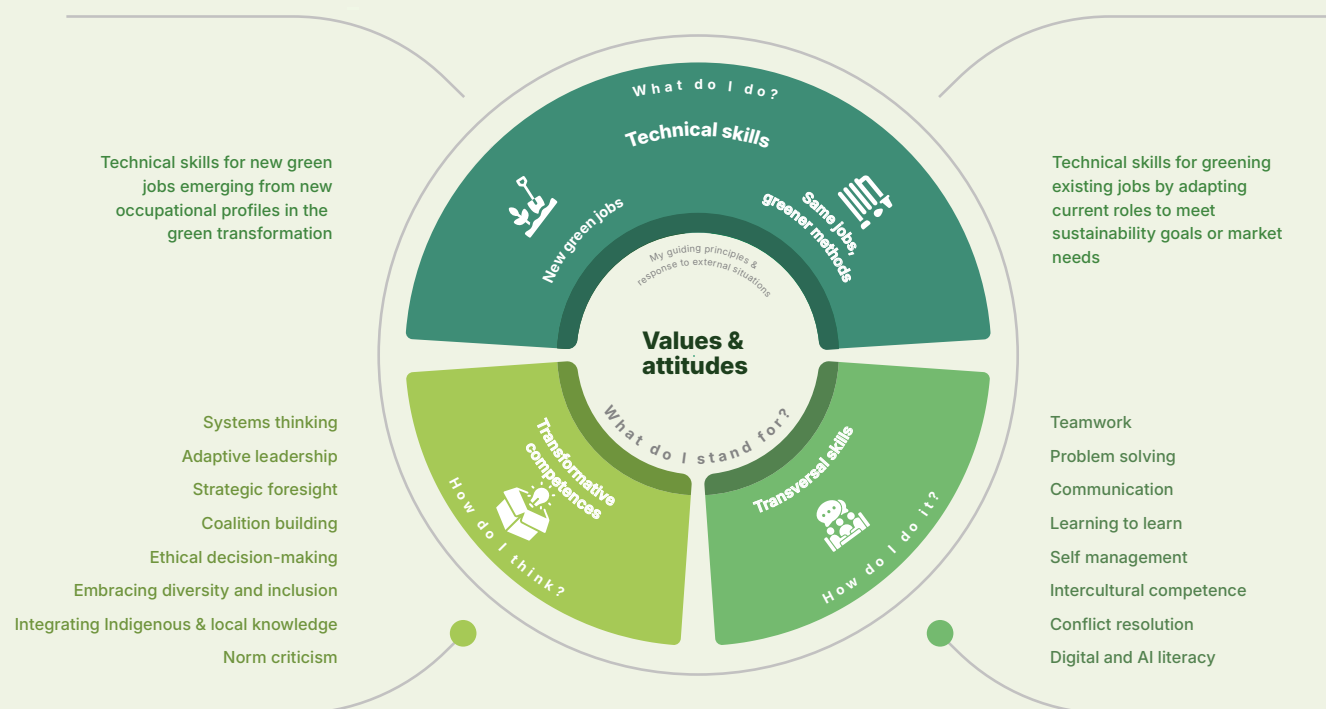 What do I do?
Technical skills
New green jobs
Same jobs,
greener methods
Technical skills for new green
jobs emerging from new
occupational profiles in the
green transformation
Technical skills for greening
existing jobs by adapting
current roles to meet
sustainability goals or market
needs
My guiding principles &
response to external situations
Values &
attitudes
What do I stand for?
Transformative
competences
How do I think?
Transversal skills
How do I do it?
Systems thinking
Adaptive leadership
Strategic foresight
Coalition building
Ethical decision-making
Embracing diversity and inclusion
Integrating Indigenous & local knowledge
Norm criticism
Teamwork
Problem solving
Communication
Learning to learn
Self management
Intercultural competence
Conflict resolution
Digital and AI literacy